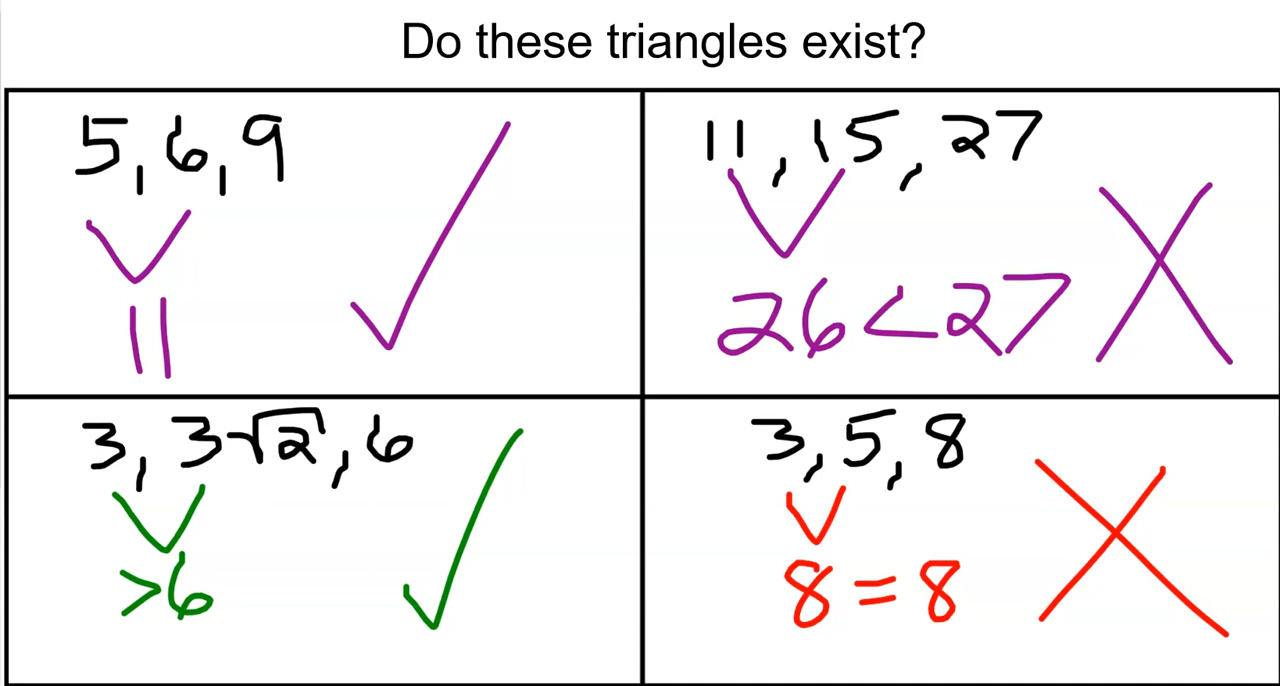 Do these triangles exist?
5, 6, 9
11
11, 15, 27
26 < 27
3, 3√2, 6
>6
3, 5, 8
8 = 8